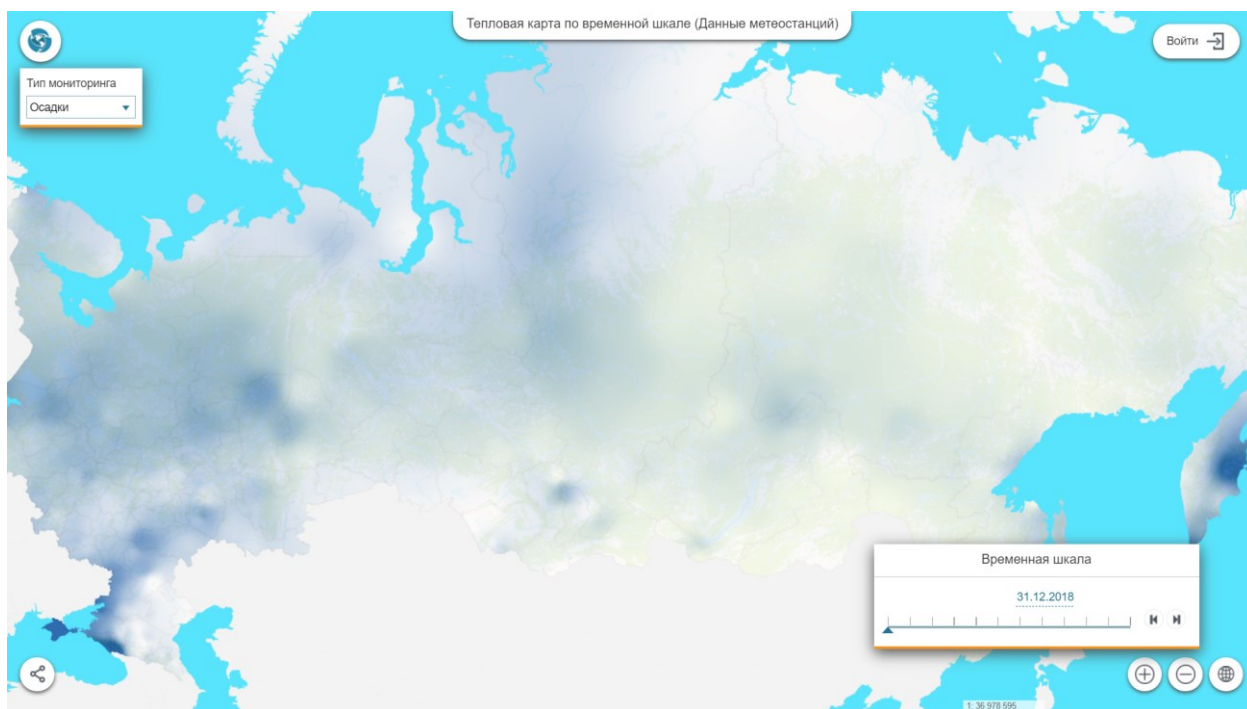 Тепловая карта по временной шкале (Данные метеостанций)
Войти
Тип мониторинга
Осадки
Временная шкала
31.12.2018
1: 36 978 595